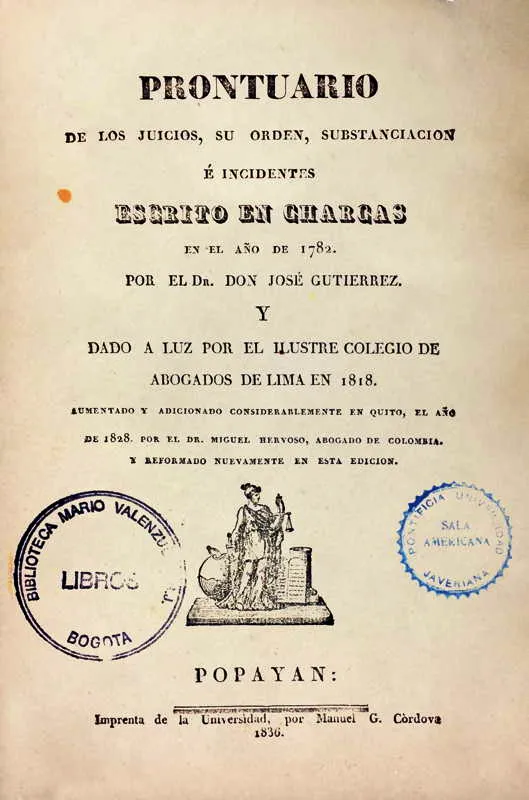 PRONTUARIO
DE LOS JUICIOS, SU ORDEN, SUBSTANCIACION
É INCIDENTES
ESCRITO EN CHARCAS
EN EL AÑO DE 1782.
POR EL Dr. DON JOSÉ GUTIERREZ.
Y
DADO A LUZ POR EL ILUSTRE COLEGIO DE
ABOGADOS DE LIMA EN 1818.
AUMENTADO Y ADICIONADO CONSIDERABLEMENTE EN QUITO, EL AÑO
DE 1828. POR EL DR. MIGUEL HERVOSO, ABOGADO DE COLOMBIA.
Y REFORMADO NUEVAMENTE EN ESTA EDICION.
BIBLIOTECA MARIO VALENZUE
LIBROS
BOGOTA
PONTIFICIA UNIVERSIDAD
SALA
AMERICANA
JAVERIANA
POPAYAN:
Imprenta de la Universidad, por Manuel G. Còrdova
1836.